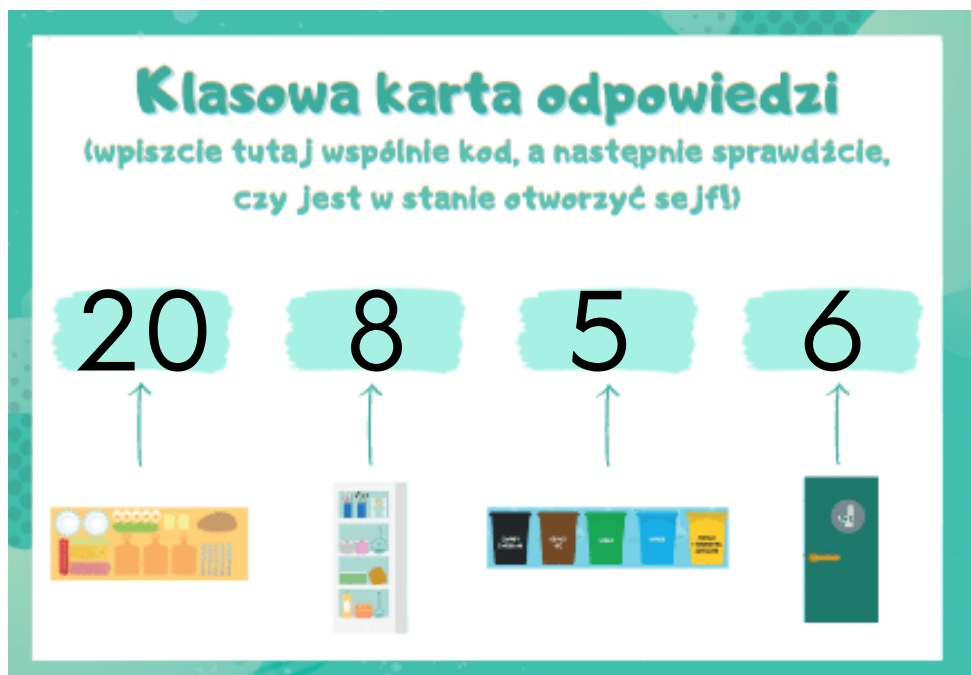 Klasowa karta odpowiedzi
(wpiszcie tutaj wspólnie kod, a następnie sprawdźcie,
czy jest w stanie otworzyć sejf!)
20 8 5 6